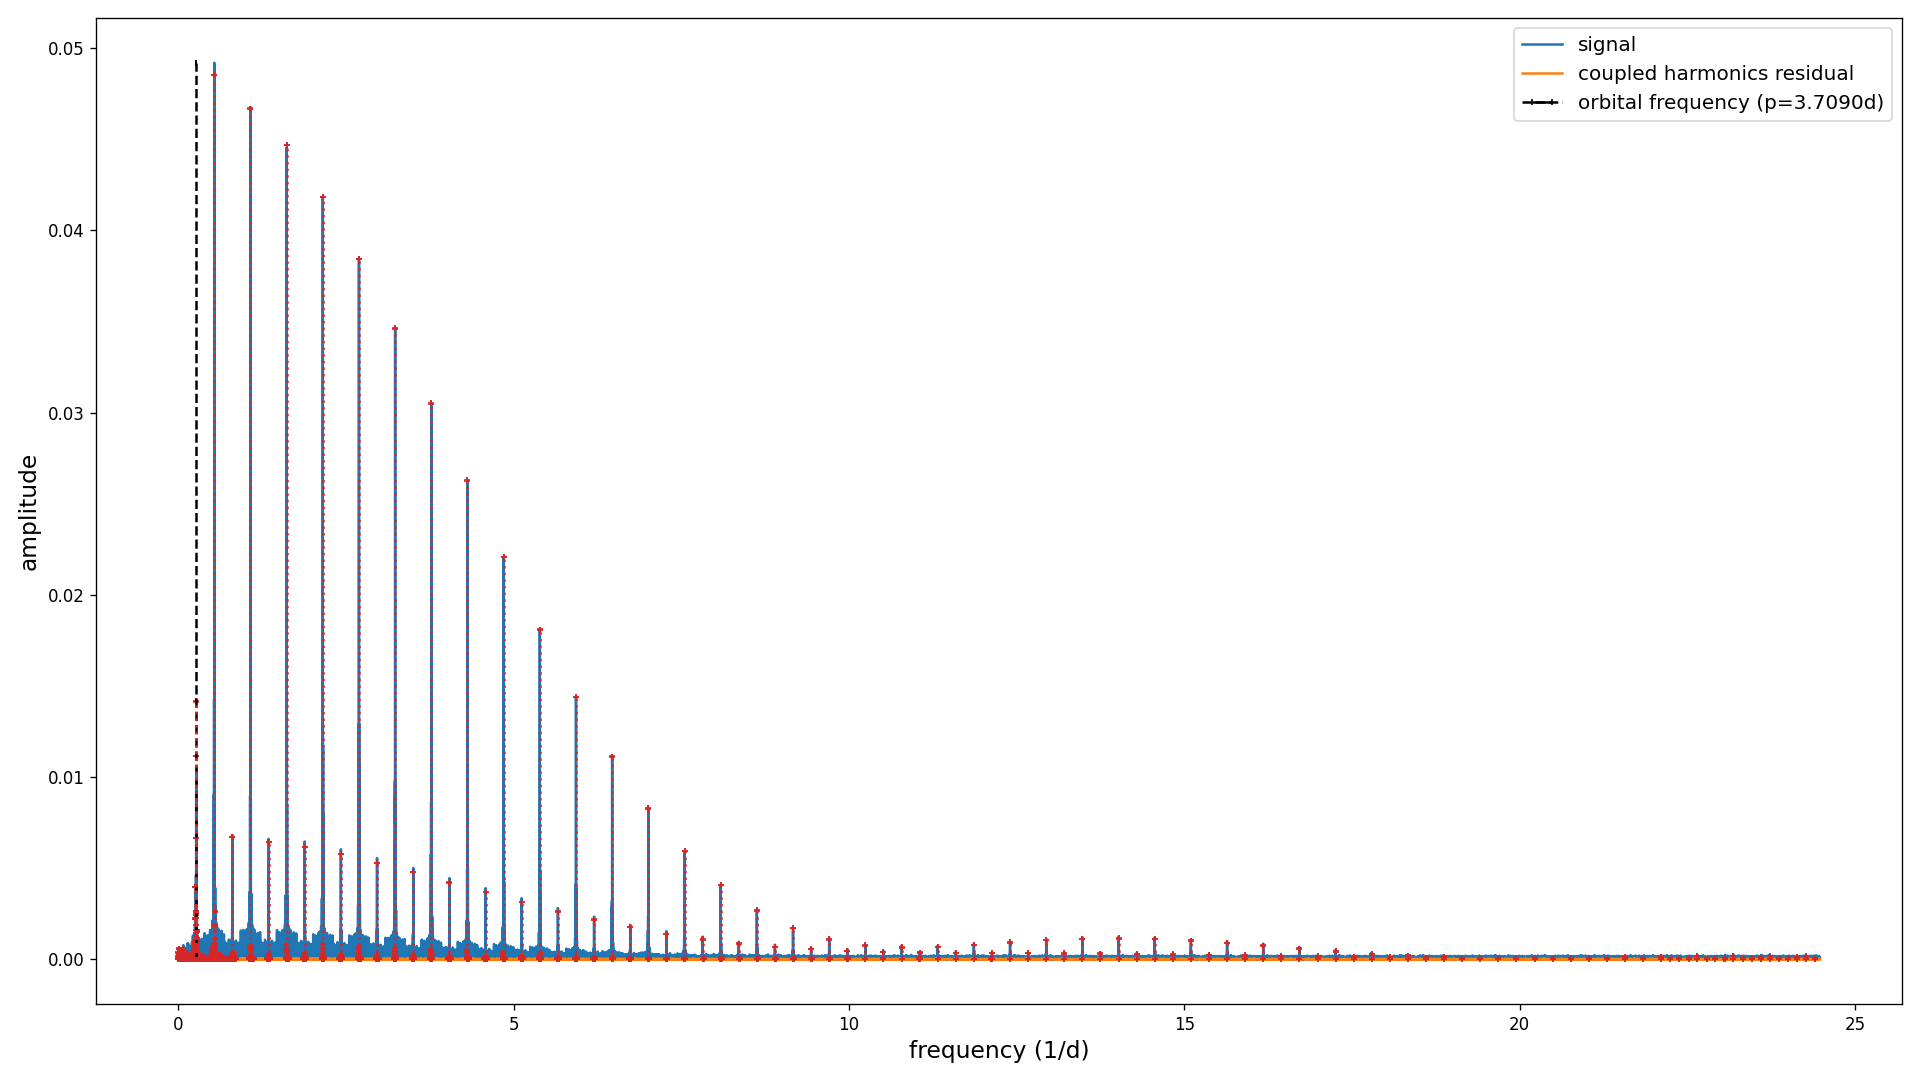 signal
coupled harmonics residual
orbital frequency (p=3.7090d)
0.05
0.04
0.03
0.02
0.01
0.00
amplitude
0
5
10
15
20
25
frequency (1/d)